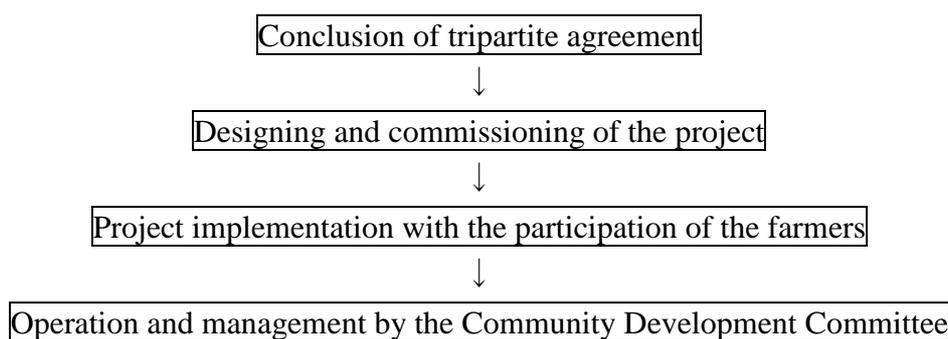 Conclusion of tripartite agreement
↓
Designing and commissioning of the project
↓
Project implementation with the participation of the farmers
↓
Operation and management by the Community Development Committee